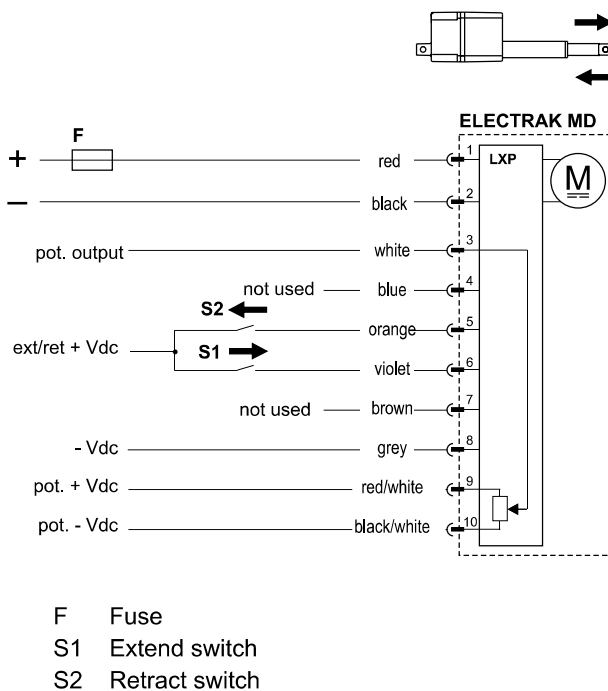 ELECTRAK MD
F
+ red 1 LXP
M
− black 2
pot. output white 3
not used blue 4
S2
orange 5
ext/ret + Vdc S1
violet 6
not used brown 7
- Vdc grey 8
pot. + Vdc red/white 9
pot. - Vdc black/white 10
F Fuse
S1 Extend switch
S2 Retract switch